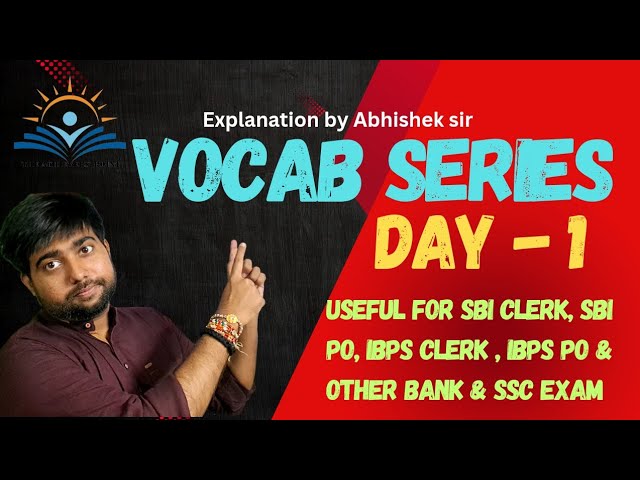 Explanation by Abhishek sir
VOCAB SERIES
DAY - 1
USEFUL FOR SBI CLERK, SBI
PO, IBPS CLERK , IBPS PO &
OTHER BANK & SSC EXAM